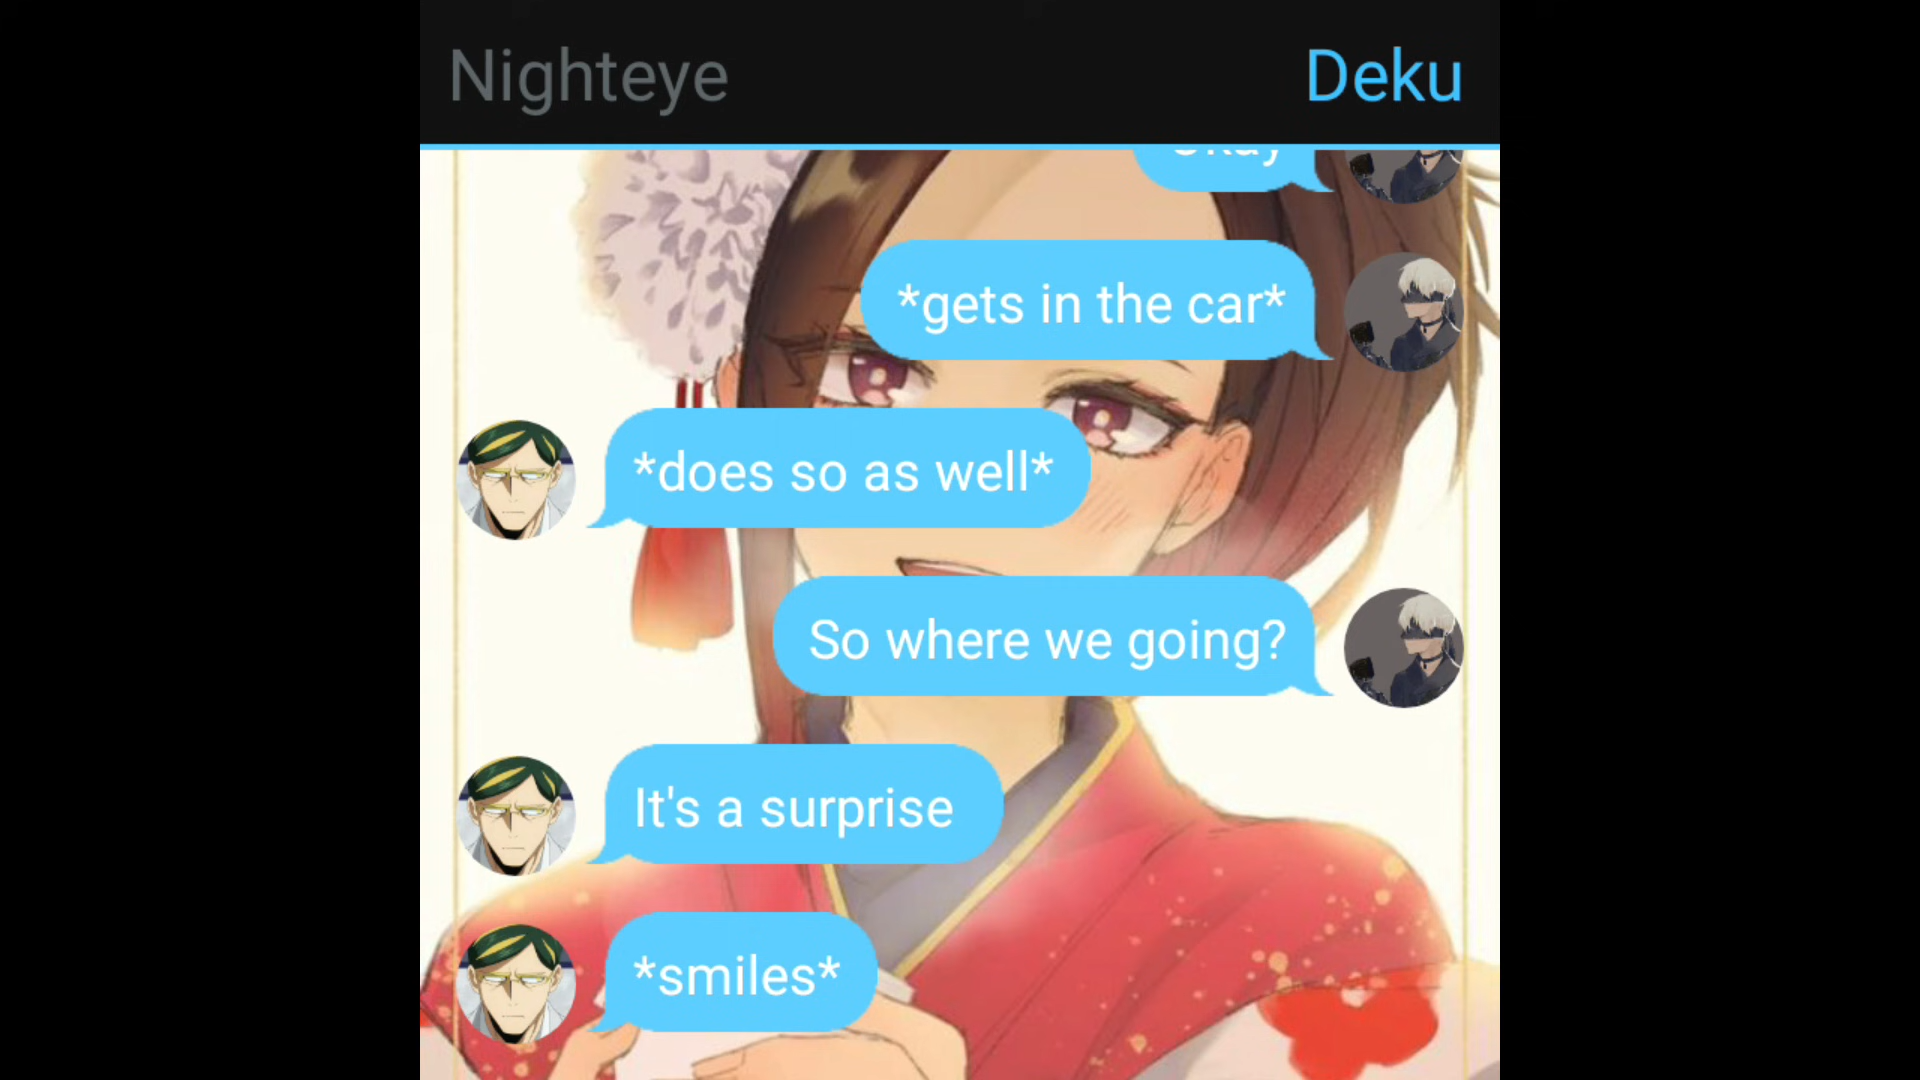 Nighteye
Deku
*gets in the car*
*does so as well*
So where we going?
It's a surprise
*smiles*